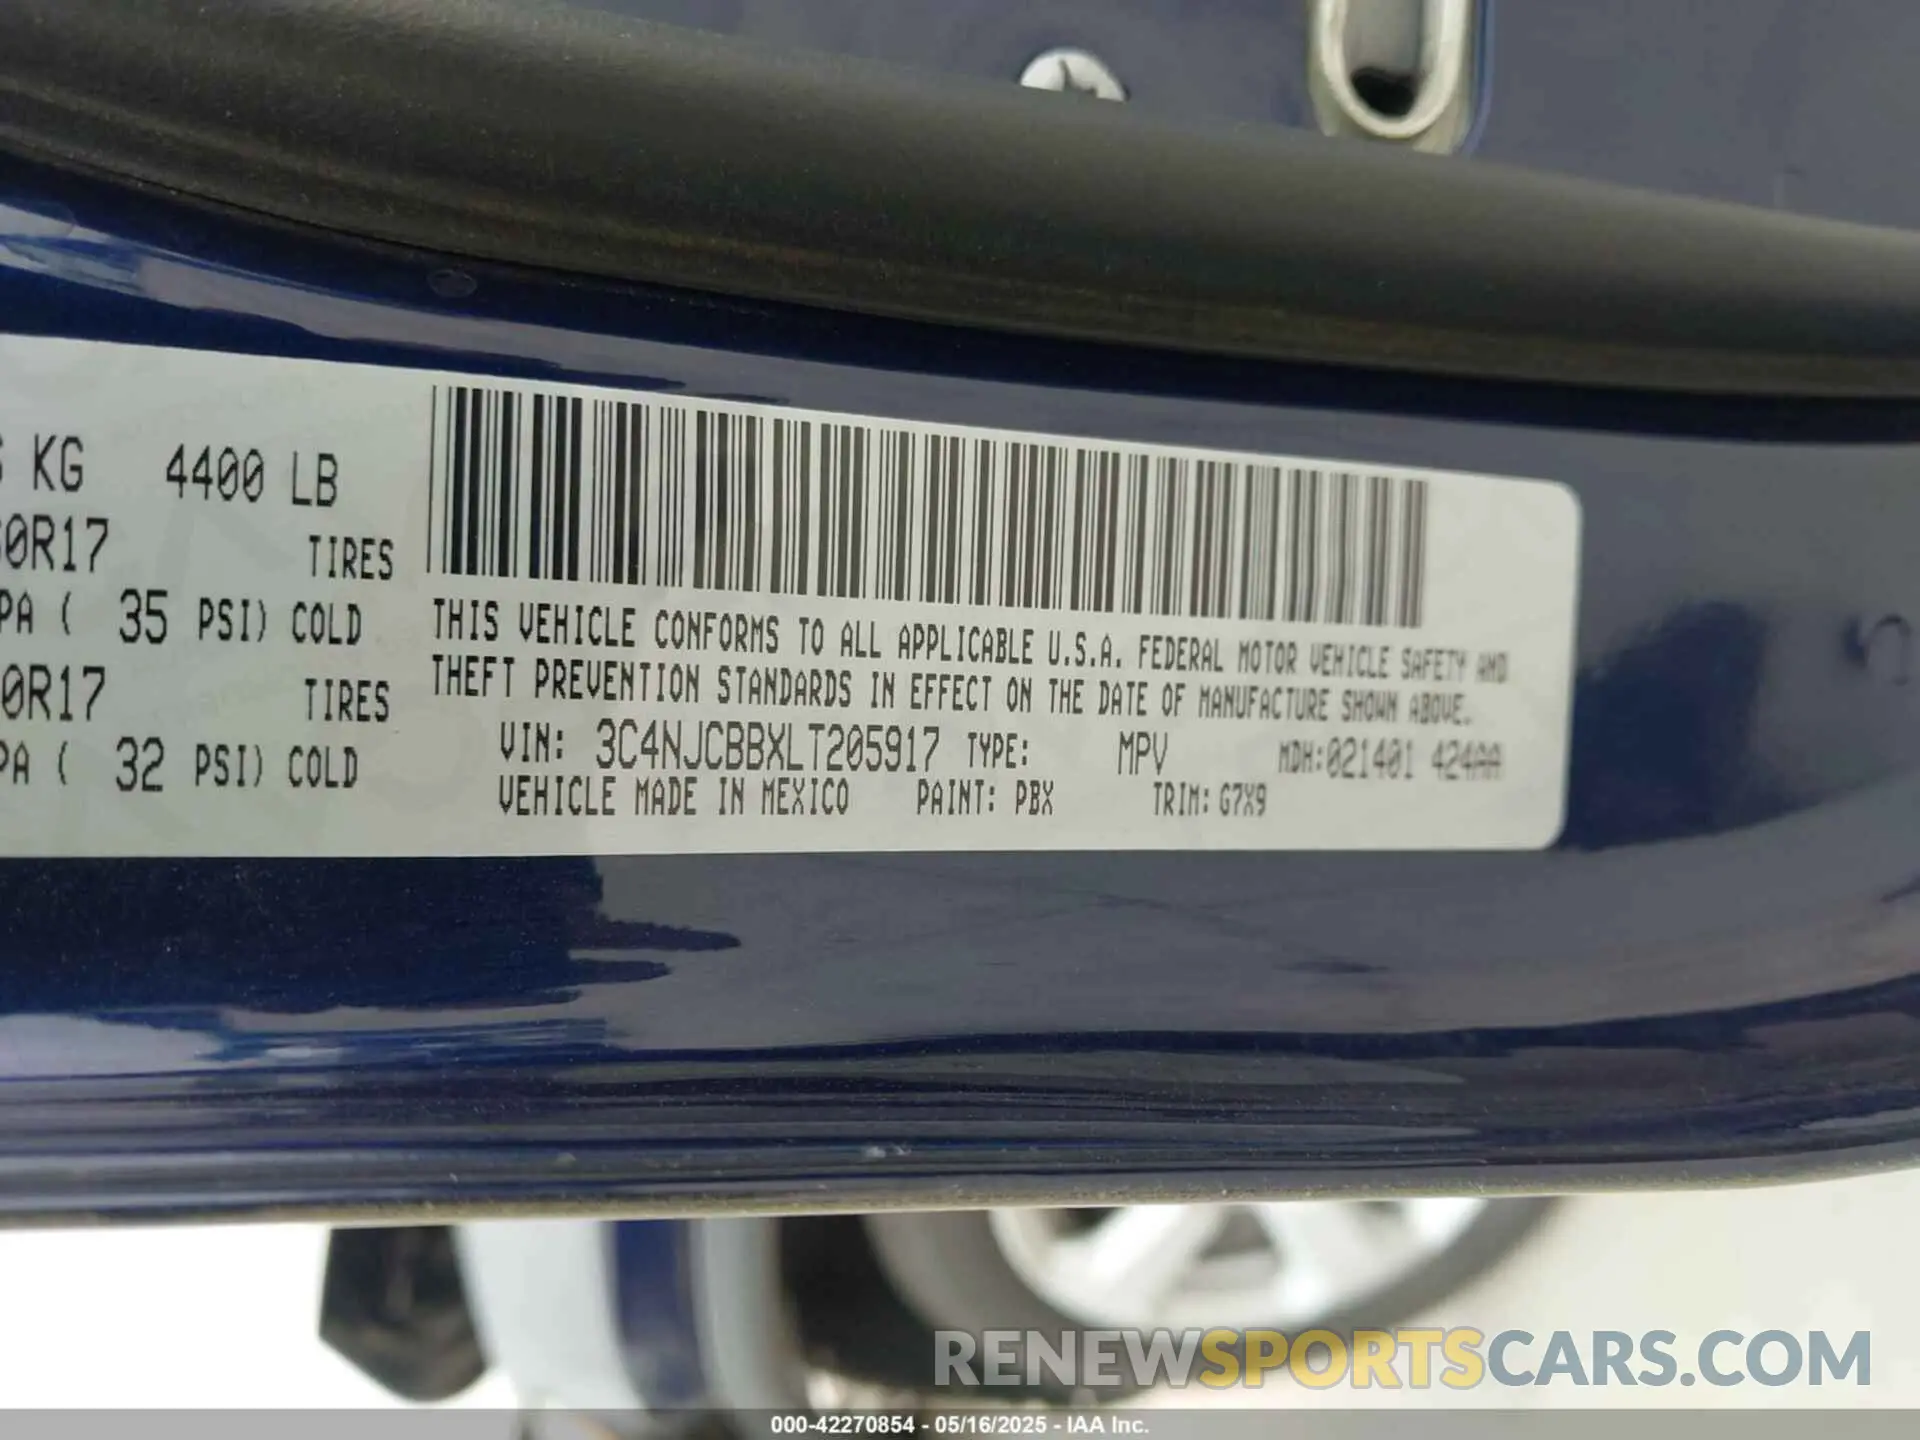 KG 4400 LB
0R17 TIRES
PA ( 35 PSI) COLD
0R17 TIRES
PA ( 32 PSI) COLD
THIS VEHICLE CONFORMS TO ALL APPLICABLE U.S.A. FEDERAL MOTOR VEHICLE SAFETY AND
THEFT PREVENTION STANDARDS IN EFFECT ON THE DATE OF MANUFACTURE SHOWN ABOVE.
VIN: 3C4NJCBBXLT205917 TYPE: MPV MDH:021401 424AA
VEHICLE MADE IN MEXICO PAINT: PBX TRIM: G7X9
RENEWSPORTSCARS.COM
000-42270854 - 05/16/2025 - IAA Inc.